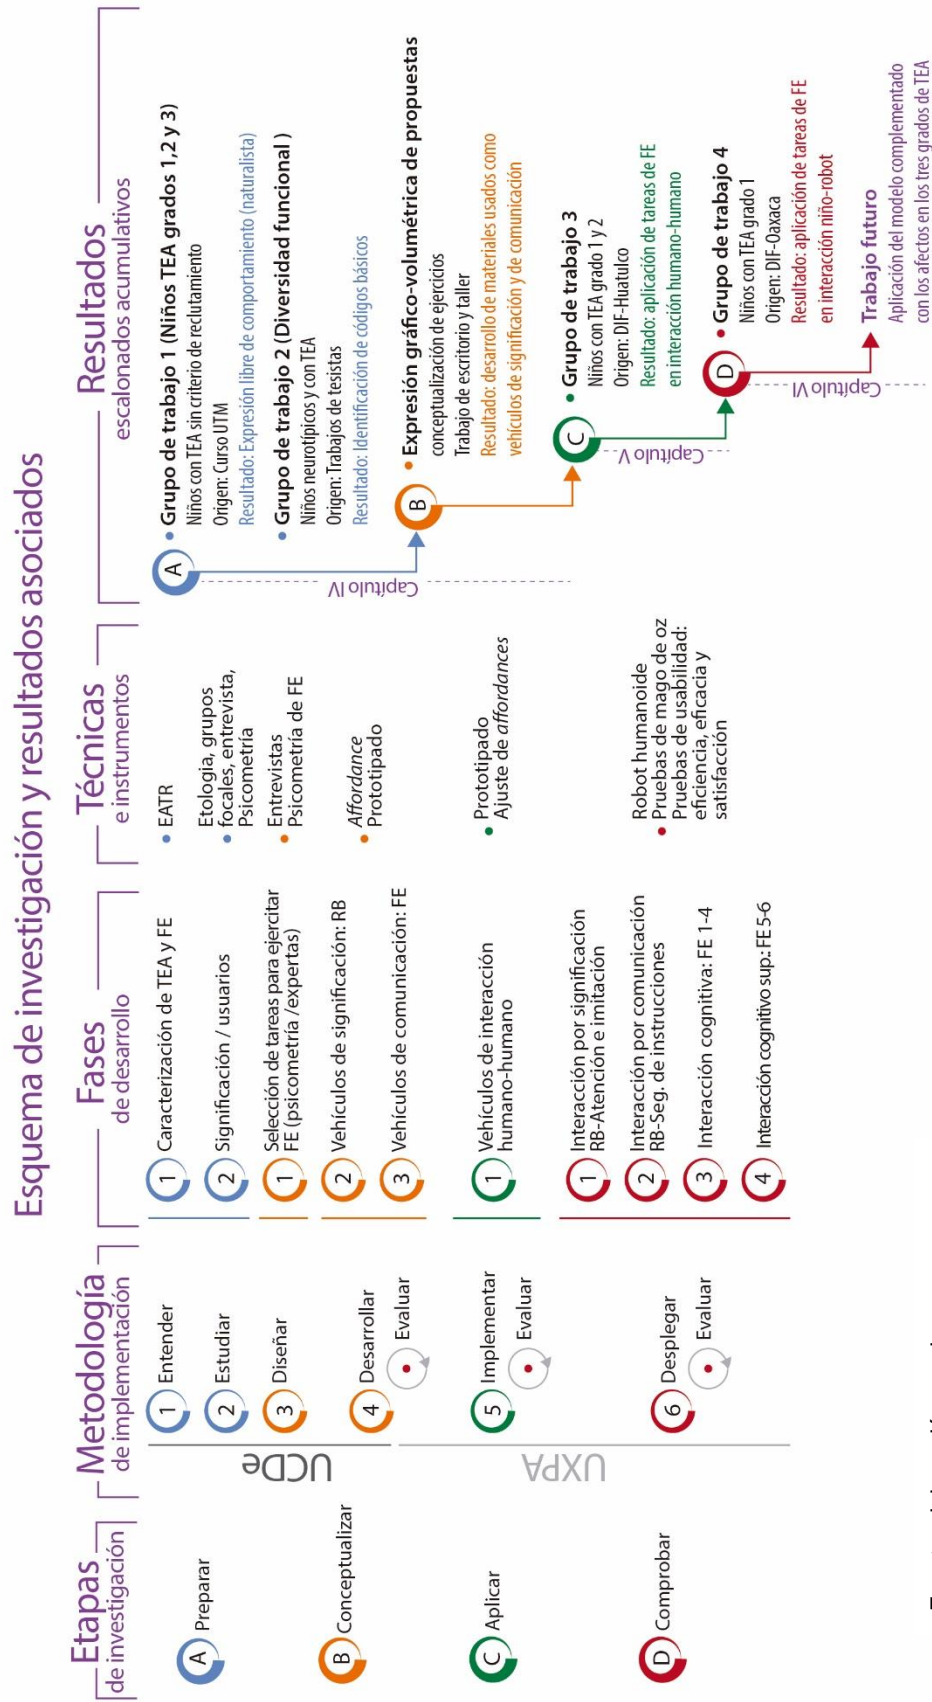 Esquema de investigación y resultados asociados
Etapas
de investigación
A
Preparar
B
Conceptualizar
C
Aplicar
D
Comprobar
Metodología
de implementación
UCDe
UXPA
1
Entender
2
Estudiar
3
Diseñar
4
Desarrollar
Evaluar
5
Implementar
Evaluar
6
Desplegar
Evaluar
Fases
de desarrollo
1
Caracterización de TEA y FE
2
Significación / usuarios
1
Selección de tareas para ejercitar
FE (psicometría /expertas)
2
Vehículos de significación: RB
3
Vehículos de comunicación: FE
1
Vehículos de interacción
humano-humano
1
Interacción por significación
RB-Atención e imitación
2
Interacción por comunicación
RB-Seg. de instrucciones
3
Interacción cognitiva: FE 1-4
4
Interacción cognitivo sup: FE 5-6
Técnicas
e instrumentos
• EATR
Etología, grupos
• focales, entrevista,
Psicometría
Entrevistas
• Psicometría de FE
Affordance
• Prototipado
Prototipado
• Ajuste de affordances
Robot humanoide
• Pruebas de mago de oz
Pruebas de usabilidad:
eficiencia, eficacia y
satisfacción
Resultados
escalonados acumulativos
A
• Grupo de trabajo 1 (Niños TEA grados 1,2 y 3)
Niños con TEA sin criterio de reclutamiento
Origen: Curso UTM
Resultado: Expresión libre de comportamiento (naturalista)
• Grupo de trabajo 2 (Diversidad funcional )
Niños neurotípicos y con TEA
Origen: Trabajos de tesistas
Resultado: Identificación de códigos básicos
Capítulo IV
B
• Expresión gráfico-volumétrica de propuestas
conceptualización de ejercicios
Trabajo de escritorio y taller
Resultado: desarrollo de materiales usados como
vehículos de significación y de comunicación
C
• Grupo de trabajo 3
Niños con TEA grado 1 y 2
Origen: DIF-Huatulco
Resultado: aplicación de tareas de FE
en interacción humano-humano
Capítulo V
D
• Grupo de trabajo 4
Niños con TEA grado 1
Origen: DIF-Oaxaca
Resultado: aplicación de tareas de FE
en interacción niño-robot
Capítulo VI
Trabajo futuro
Aplicación del modelo complementado
con los afectos en los tres grados de TEA